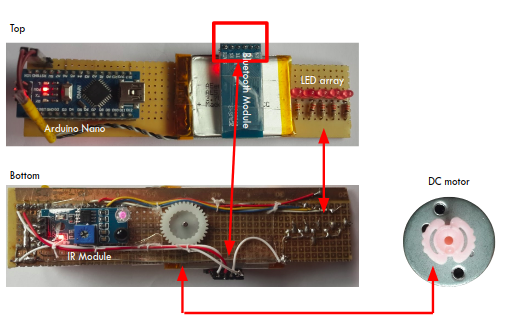 Top
Bluetooth Module
LED array
Arduino Nano
Bottom
DC motor
IR Module